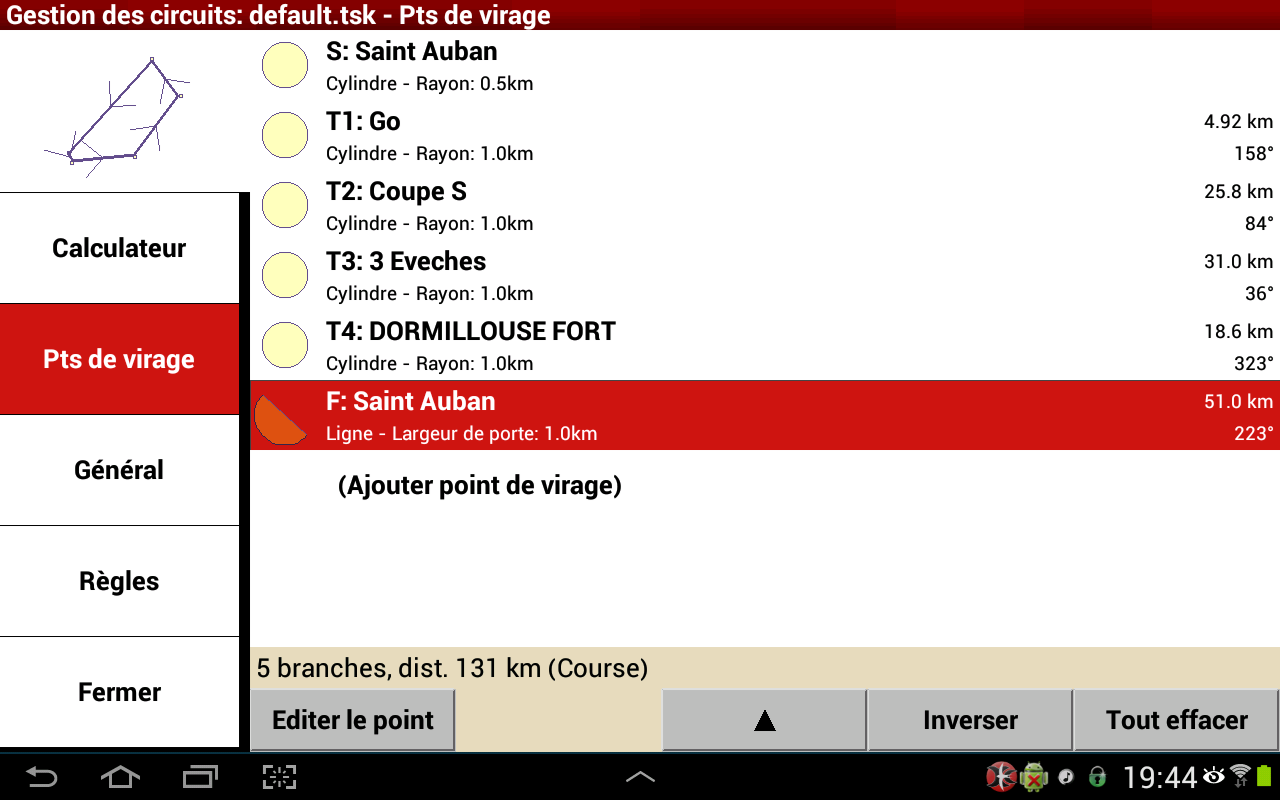 Gestion des circuits: default.tsk - Pts de virage
S: Saint Auban
Cylindre - Rayon: 0.5km
T1: Go
4.92 km
Cylindre - Rayon: 1.0km
158°
T2: Coupe S
25.8 km
Cylindre - Rayon: 1.0km
84°
T3: 3 Eveches
31.0 km
Cylindre - Rayon: 1.0km
36°
T4: DORMILLOUSE FORT
18.6 km
Cylindre - Rayon: 1.0km
323°
F: Saint Auban
51.0 km
Ligne - Largeur de porte: 1.0km
223°
(Ajouter point de virage)
Calculateur
Pts de virage
Général
Règles
Fermer
5 branches, dist. 131 km (Course)
Editer le point
▲
Inverser
Tout effacer
19:44